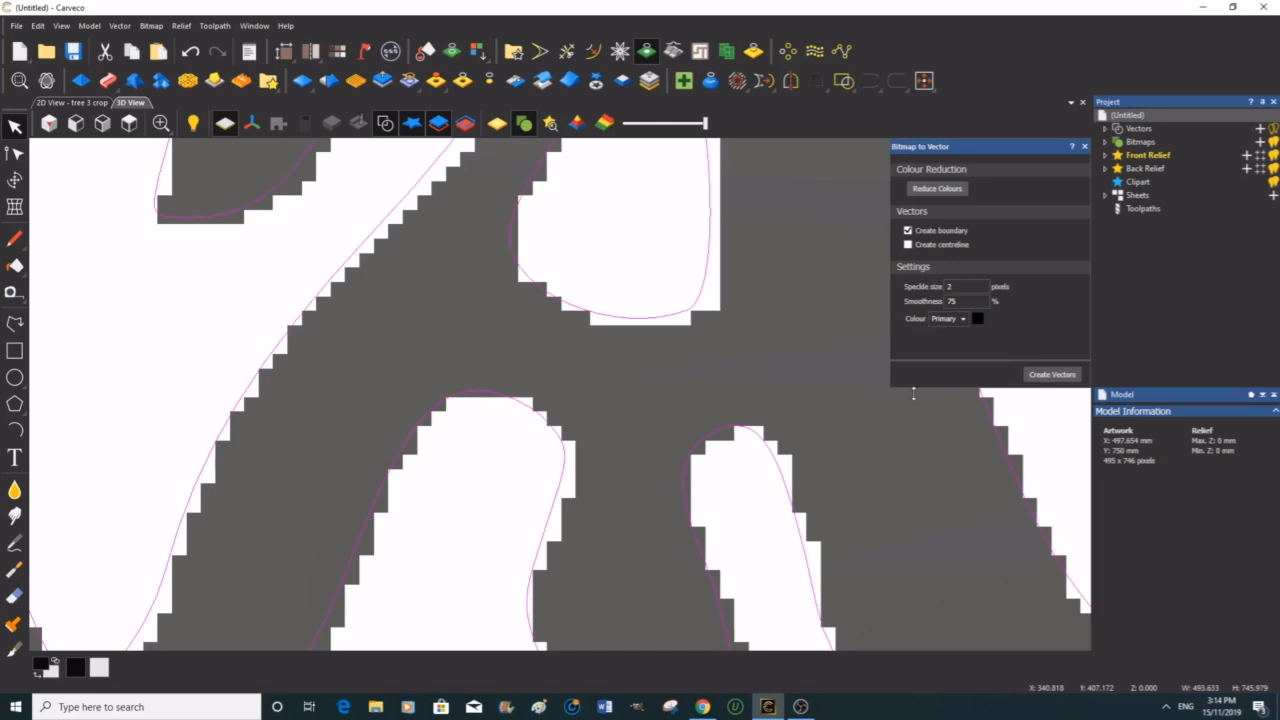 (Untitled) - Carveco
File Edit View Model Vector Bitmap Relief Toolpath Window Help
2D View - tree 3 crop 3D View
Project
(Untitled)
Vectors
Bitmaps
Front Relief
Back Relief
Clipart
Sheets
Toolpaths
Bitmap to Vector
Colour Reduction
Reduce Colours
Vectors
Create boundary
Create centreline
Settings
Speckle size 2 pixels
Smoothness 75 %
Colour Primary
Create Vectors
Model
Model Information
Artwork Relief
X: 497.654 mm Max. Z: 0 mm
Y: 750 mm Min. Z: 0 mm
495 x 746 pixels
X: 340.818 Y: 407.172 Z: 0.000 W: 493.633 H: 745.979
Type here to search
ENG
3:14 PM
15/11/2019